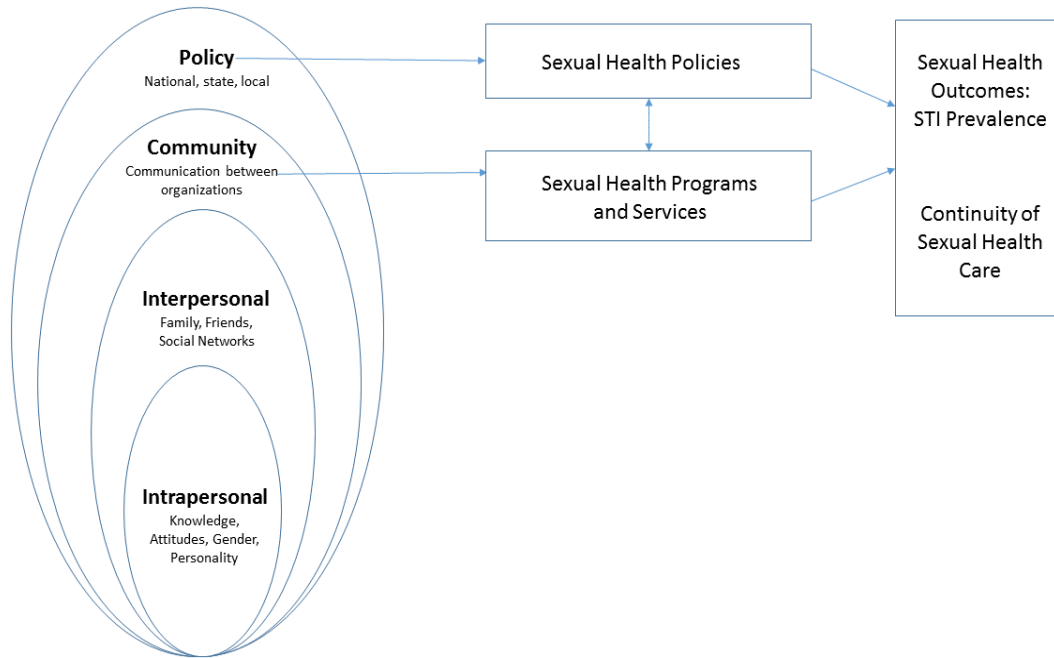 Policy
National, state, local
Community
Communication between
organizations
Interpersonal
Family, Friends,
Social Networks
Intrapersonal
Knowledge,
Attitudes, Gender,
Personality
Sexual Health Policies
Sexual Health Programs
and Services
Sexual Health
Outcomes:
STI Prevalence
Continuity of
Sexual Health
Care